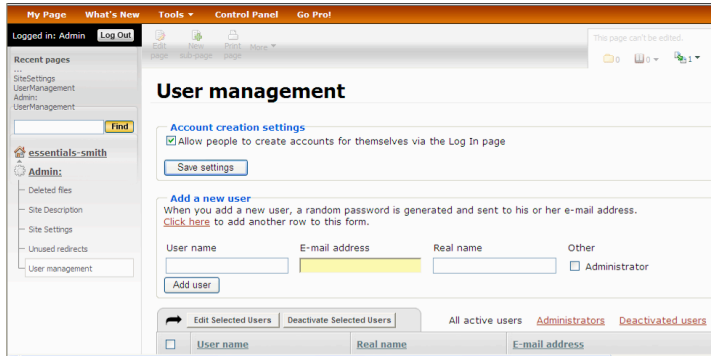 My Page What's New Tools Control Panel Go Pro!
Logged in: Admin Log Out
Edit page New sub-page Print page More
This page can't be edited.
0 0 1
Recent pages
...
SiteSettings
UserManagement
Admin:
UserManagement
Find
essentials-smith
Admin:
Deleted files
Site Description
Site Settings
Unused redirects
User management
User management
Account creation settings
Allow people to create accounts for themselves via the Log In page
Save settings
Add a new user
When you add a new user, a random password is generated and sent to his or her e-mail address.
Click here to add another row to this form.
User name E-mail address Real name Other
Administrator
Add user
Edit Selected Users Deactivate Selected Users All active users Administrators Deactivated users
User name Real name E-mail address